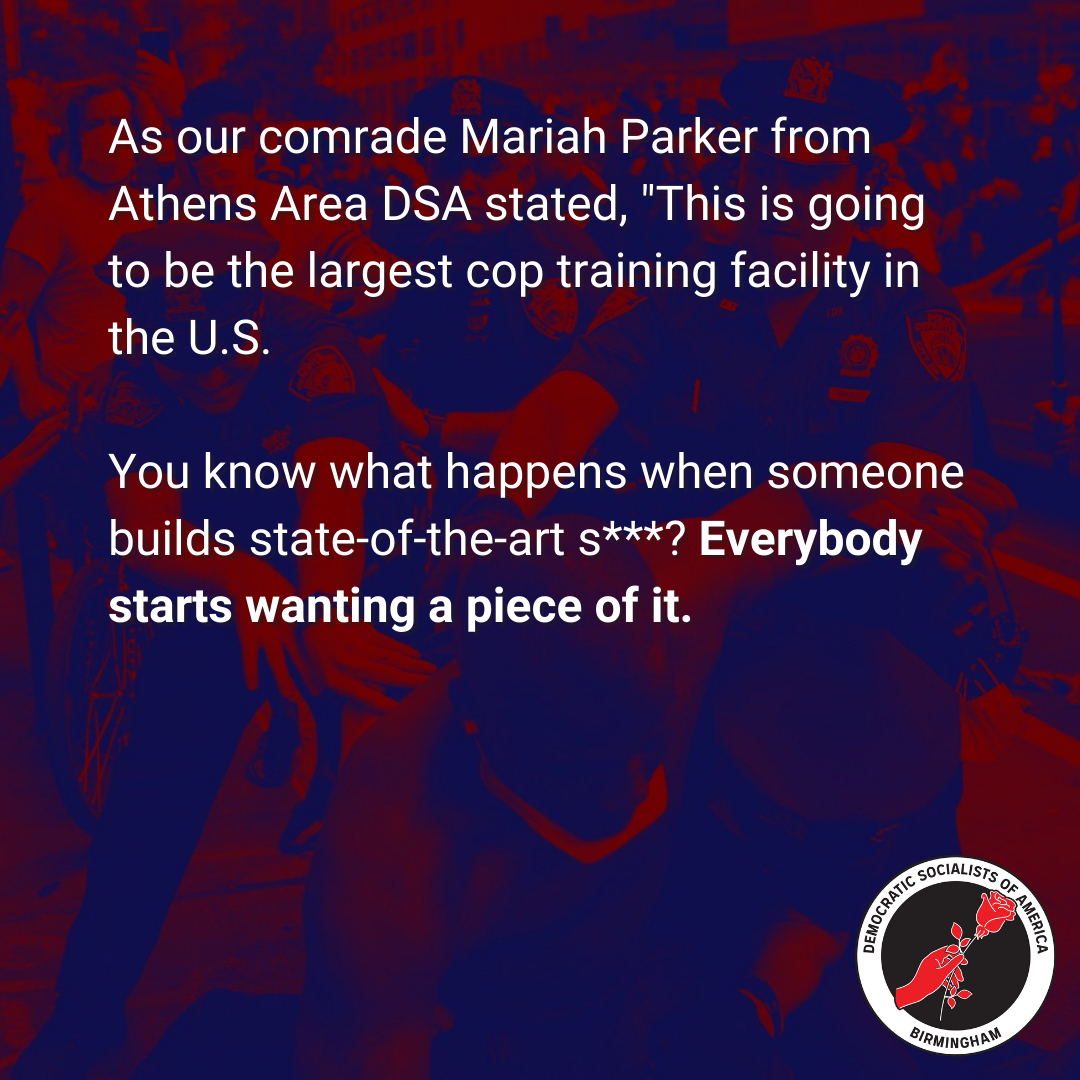 As our comrade Mariah Parker from
Athens Area DSA stated, "This is going
to be the largest cop training facility in
the U.S.
You know what happens when someone
builds state-of-the-art s***? Everybody
starts wanting a piece of it.
DEMOCRATIC SOCIALISTS OF AMERICA
BIRMINGHAM